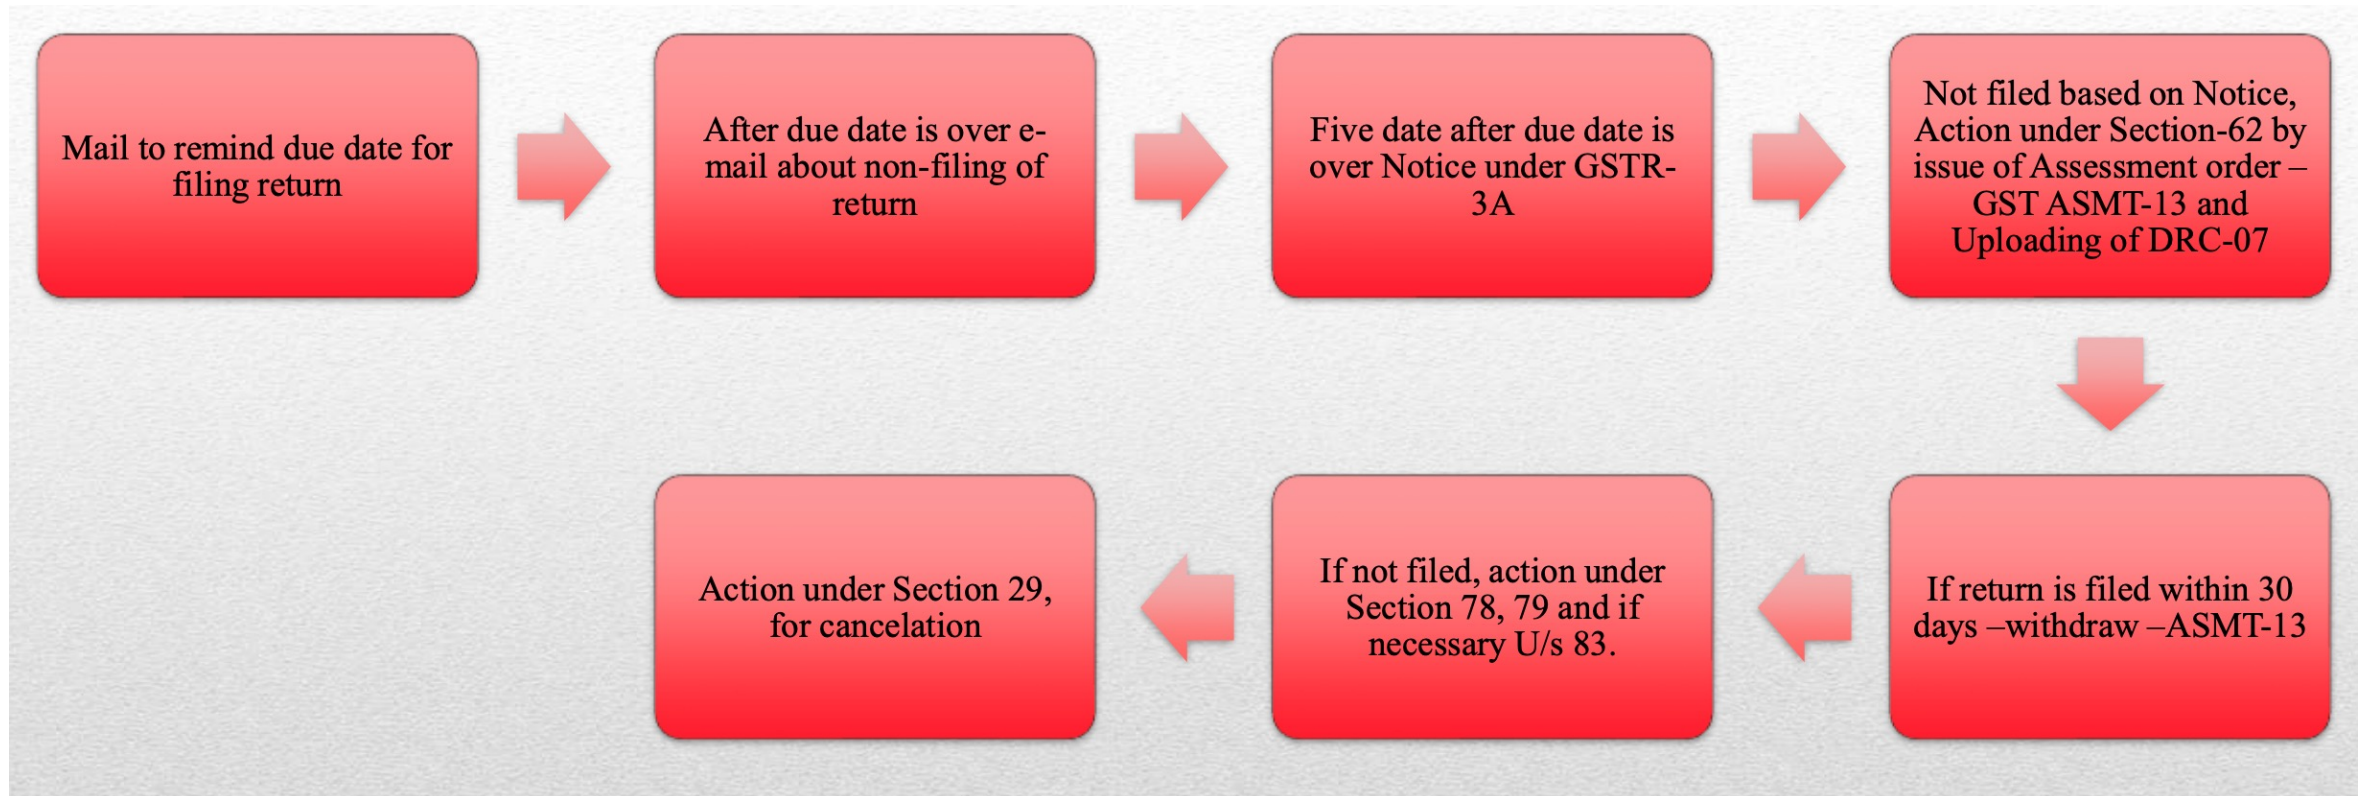 Mail to remind due date for
filing return
After due date is over e-
mail about non-filing of
return
Five date after due date is
over Notice under GSTR-
3A
Not filed based on Notice,
Action under Section-62 by
issue of Assessment order –
GST ASMT-13 and
Uploading of DRC-07
If return is filed within 30
days –withdraw –ASMT-13
If not filed, action under
Section 78, 79 and if
necessary U/s 83.
Action under Section 29,
for cancelation